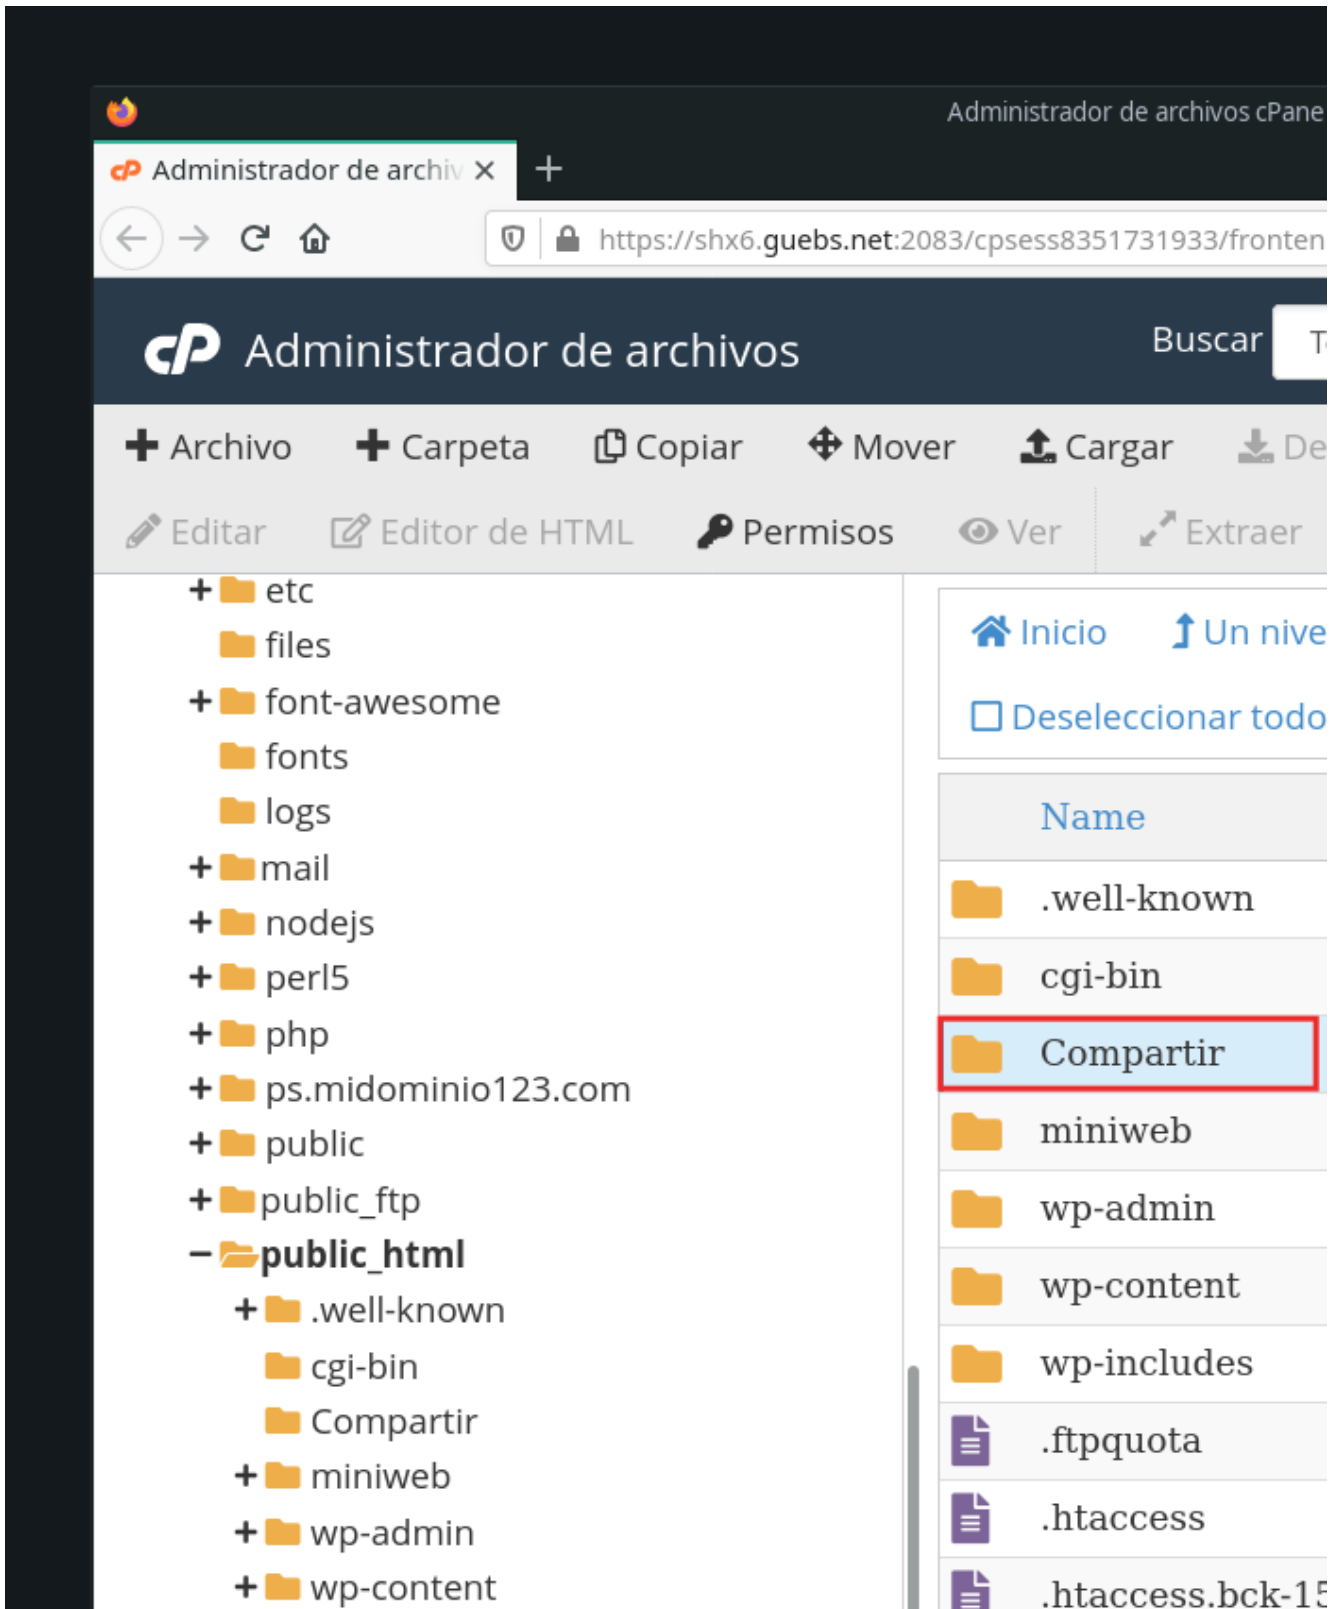 Administrador de archivos cPane
Administrador de archiv
https://shx6.guebs.net:2083/cpsess8351731933/fronten
cP Administrador de archivos
Buscar
Archivo Carpeta Copiar Mover Cargar De
Editar Editor de HTML Permisos Ver Extraer
etc
files
font-awesome
fonts
logs
mail
nodejs
perl5
php
ps.midominio123.com
public
public_ftp
public_html
.well-known
cgi-bin
Compartir
miniweb
wp-admin
wp-content
Inicio Un nive
Deseleccionar todo
Name
.well-known
cgi-bin
Compartir
miniweb
wp-admin
wp-content
wp-includes
.ftpquota
.htaccess
.htaccess.bck-15